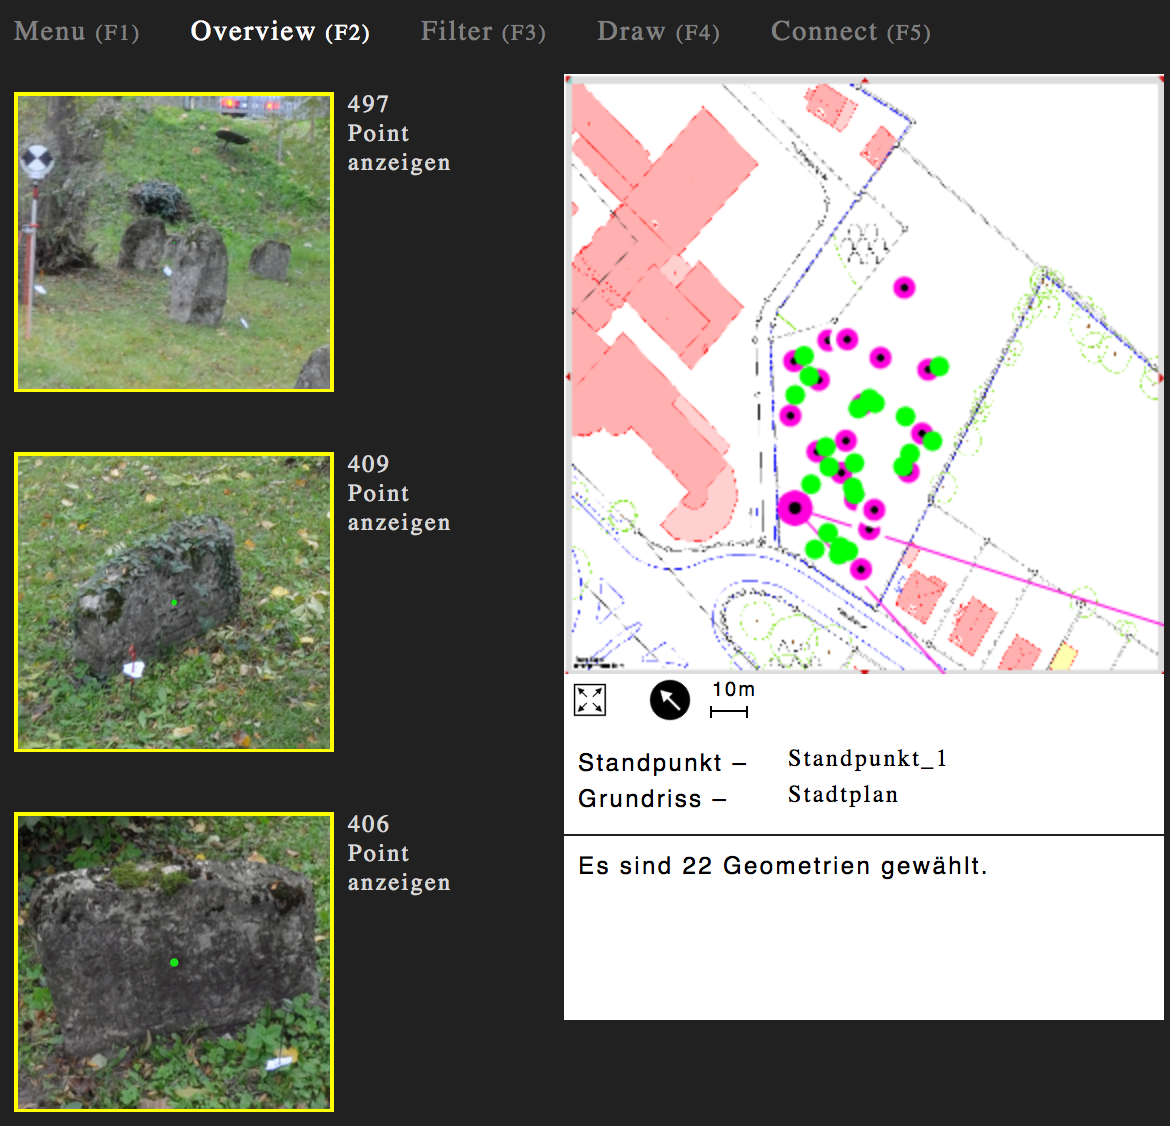 Menu (F1) Overview (F2) Filter (F3) Draw (F4) Connect (F5)
497
Point
anzeigen
409
Point
anzeigen
406
Point
anzeigen
10m
Standpunkt – Standpunkt_1
Grundriss – Stadtplan
Es sind 22 Geometrien gewählt.